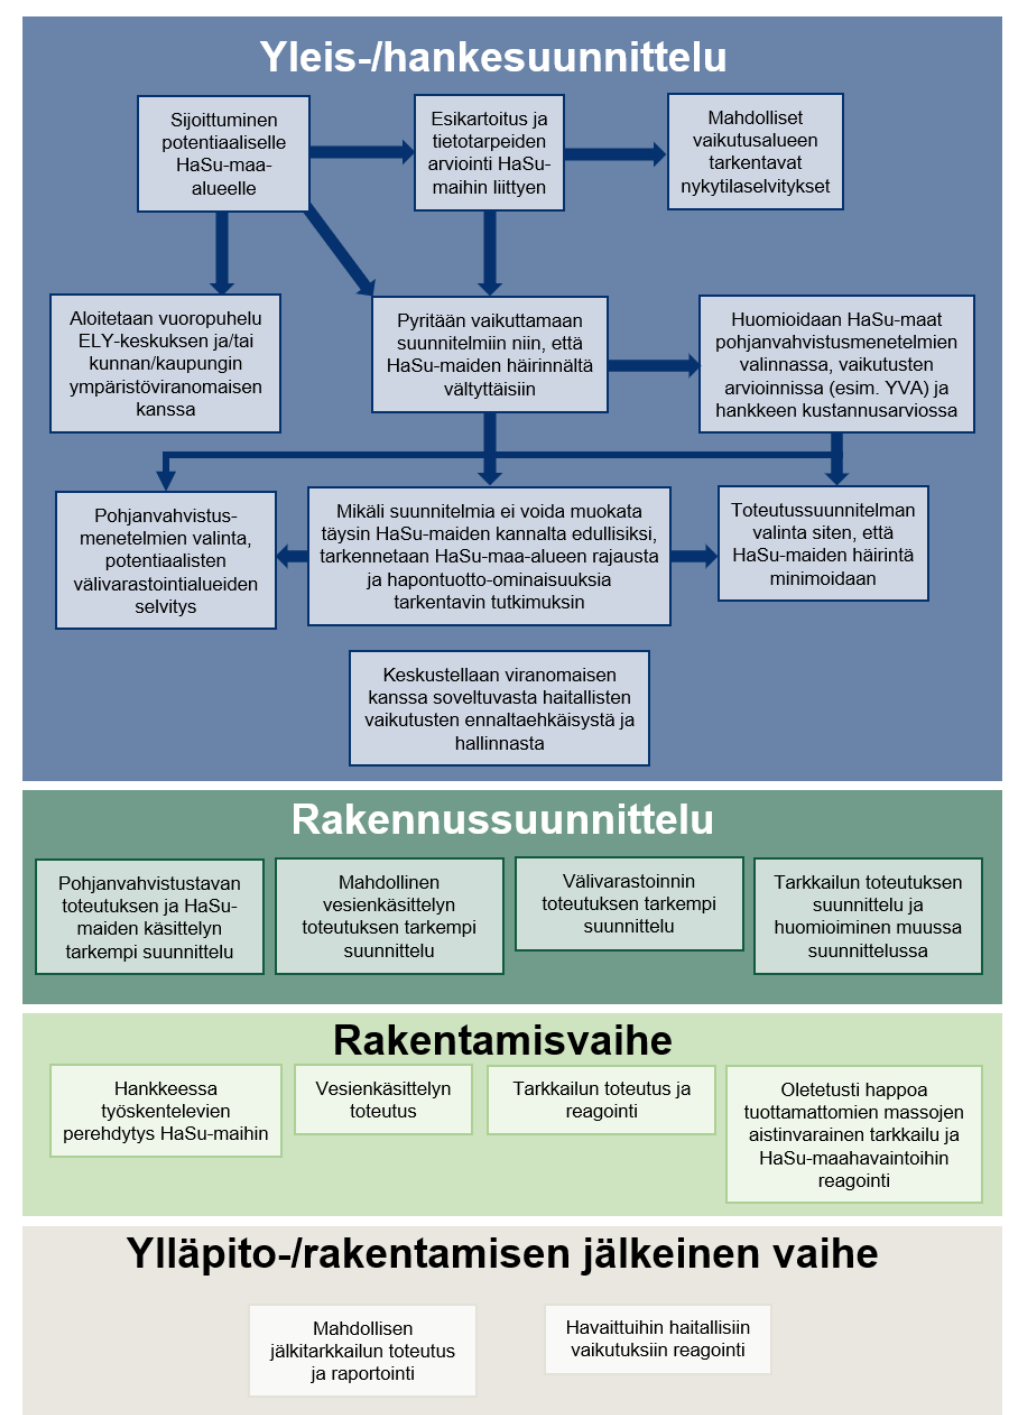 Yleis-/hankesuunnittelu
Sijoittuminen
potentiaaliselle
HaSu-maa-
alueelle
Esikartoitus ja
tietotarpeiden
arviointi HaSu-
maihin liittyen
Mahdolliset
vaikutusalueen
tarkentavat
nykytilaselvitykset
Aloitetaan vuoropuhelu
ELY-keskuksen ja/tai
kunnan/kaupungin
ympäristöviranomaisen
kanssa
Pyritään vaikuttamaan
suunnitelmiin niin, että
HaSu-maiden häirinnältä
vältyttäisiin
Huomioidaan HaSu-maat
pohjanvahvistusmenetelmien
valinnassa, vaikutusten
arvioinnissa (esim. YVA) ja
hankkeen kustannusarviossa
Pohjanvahvistus-
menetelmien valinta,
potentiaalisten
välivarastointialueiden
selvitys
Mikäli suunnitelmia ei voida muokata
täysin HaSu-maiden kannalta edullisiksi,
tarkennetaan HaSu-maa-alueen rajausta
ja hapontuotto-ominaisuuksia
tarkentavin tutkimuksin
Toteutussuunnitelman
valinta siten, että
HaSu-maiden häirintä
minimoidaan
Keskustellaan viranomaisen
kanssa soveltuvasta haitallisten
vaikutusten ennaltaehkäisystä ja
hallinnasta
Rakennussuunnittelu
Pohjanvahvistustavan
toteutuksen ja HaSu-
maiden käsittelyn
tarkempi suunnittelu
Mahdollinen
vesienkäsittelyn
toteutuksen tarkempi
suunnittelu
Välivarastoinnin
toteutuksen tarkempi
suunnittelu
Tarkkailun toteutuksen
suunnittelu ja
huomioiminen muussa
suunnittelussa
Rakentamisvaihe
Hankkeessa
työskentelevien
perehdytys HaSu-maihin
Vesienkäsittelyn
toteutus
Tarkkailun toteutus ja
reagointi
Oletetusti happoa
tuottamattomien massojen
aistinvarainen tarkkailu ja
HaSu-maahavaintoihin
reagointi
Ylläpito-/rakentamisen jälkeinen vaihe
Mahdollisen
jälkitarkkailun toteutus
ja raportointi
Havaittuihin haitallisiin
vaikutuksiin reagointi